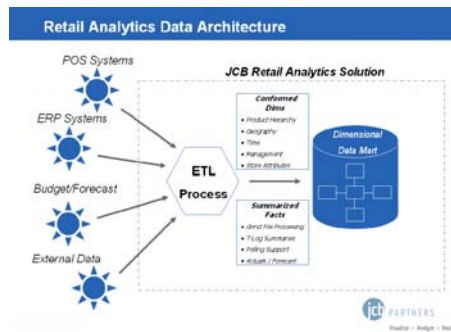 Retail Analytics Data Architecture
POS Systems
JCB Retail Analytics Solution
ERP Systems
Budget/Forecast
External Data
ETL
Process
Conformed
Dims
• Product Hierarchy
• Geography
• Time
• Management
• Store Attributes
Summarized
Facts
• Grind File Processing
• T-Log Summaries
• Polling Support
• Actuals / Forecast
Dimensional
Data Mart
jcb PARTNERS